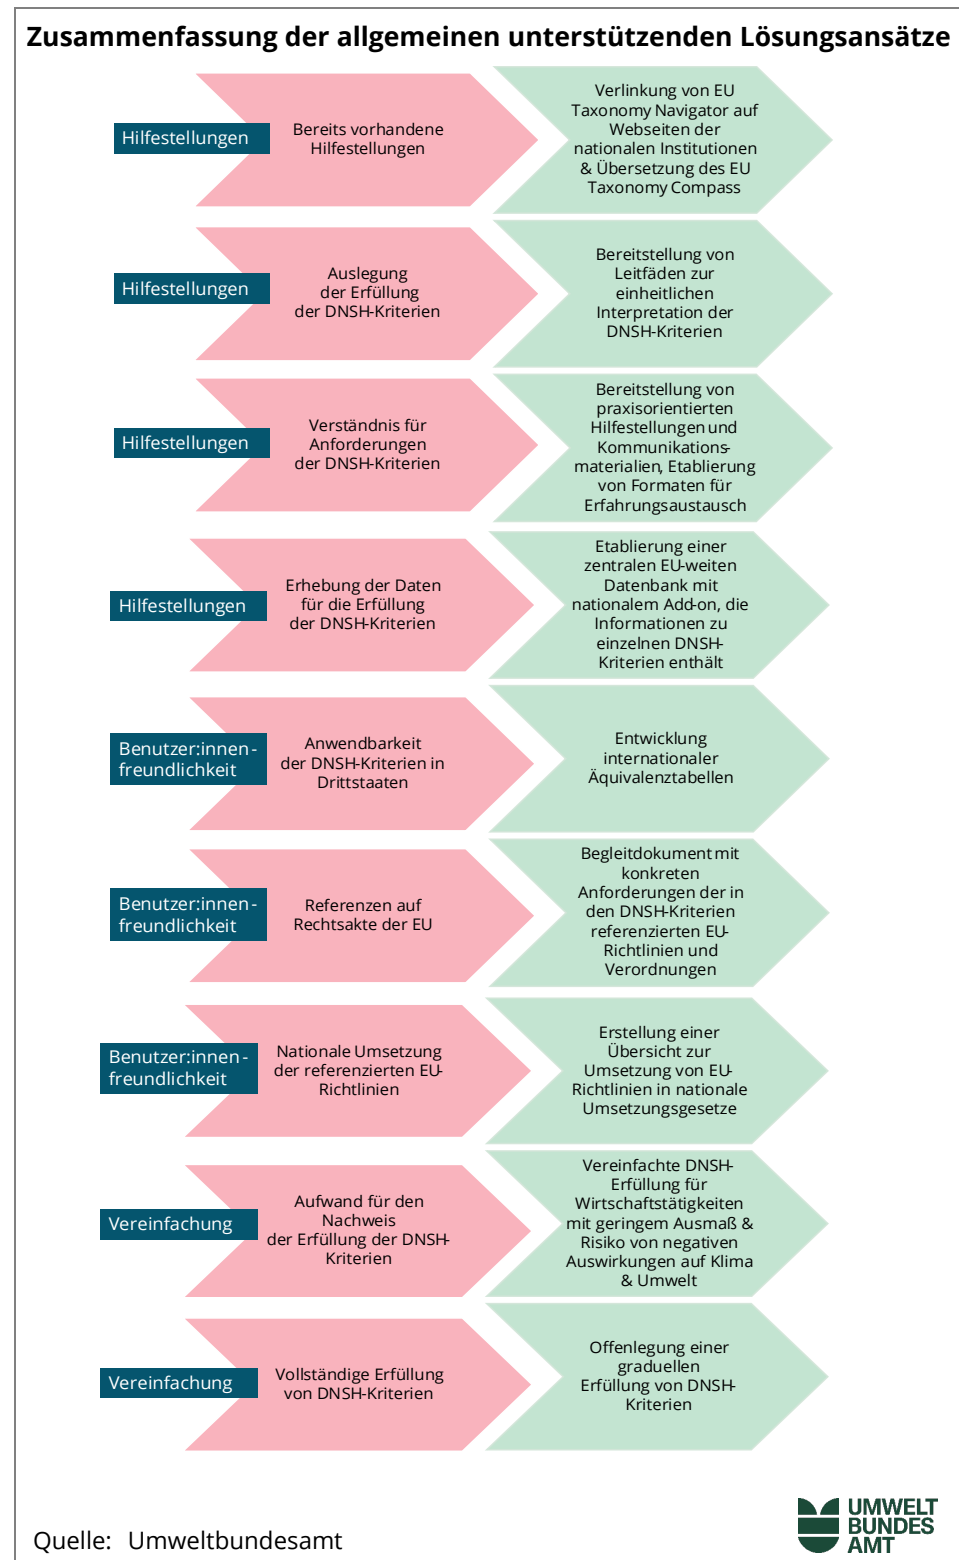 Zusammenfassung der allgemeinen unterstützenden Lösungsansätze
Hilfestellungen
Bereits vorhandene
Hilfestellungen
Verlinkung von EU
Taxonomy Navigator auf
Webseiten der
nationalen Institutionen
& Übersetzung des EU
Taxonomy Compass
Hilfestellungen
Auslegung
der Erfüllung
der DNSH-Kriterien
Bereitstellung von
Leitfäden zur
einheitlichen
Interpretation der
DNSH-Kriterien
Hilfestellungen
Verständnis für
Anforderungen
der DNSH-Kriterien
Bereitstellung von
praxisorientierten
Hilfestellungen und
Kommunikations-
materialien, Etablierung
von Formaten für
Erfahrungsaustausch
Hilfestellungen
Erhebung der Daten
für die Erfüllung
der DNSH-Kriterien
Etablierung einer
zentralen EU-weiten
Datenbank mit
nationalem Add-on, die
Informationen zu
einzelnen DNSH-
Kriterien enthält
Benutzer:innen-
freundlichkeit
Anwendbarkeit
der DNSH-Kriterien in
Drittstaaten
Entwicklung
internationaler
Äquivalenztabellen
Benutzer:innen-
freundlichkeit
Referenzen auf
Rechtsakte der EU
Begleitdokument mit
konkreten
Anforderungen der in
den DNSH-Kriterien
referenzierten EU-
Richtlinien und
Verordnungen
Benutzer:innen-
freundlichkeit
Nationale Umsetzung
der referenzierten EU-
Richtlinien
Erstellung einer
Übersicht zur
Umsetzung von EU-
Richtlinien in nationale
Umsetzungsgesetze
Vereinfachung
Aufwand für den
Nachweis
der Erfüllung der DNSH-
Kriterien
Vereinfachte DNSH-
Erfüllung für
Wirtschaftstätigkeiten
mit geringem Ausmaß &
Risiko von negativen
Auswirkungen auf Klima
& Umwelt
Vereinfachung
Vollständige Erfüllung
von DNSH-Kriterien
Offenlegung einer
graduellen
Erfüllung von DNSH-
Kriterien
Quelle: Umweltbundesamt
UMWELT
BUNDES
AMT